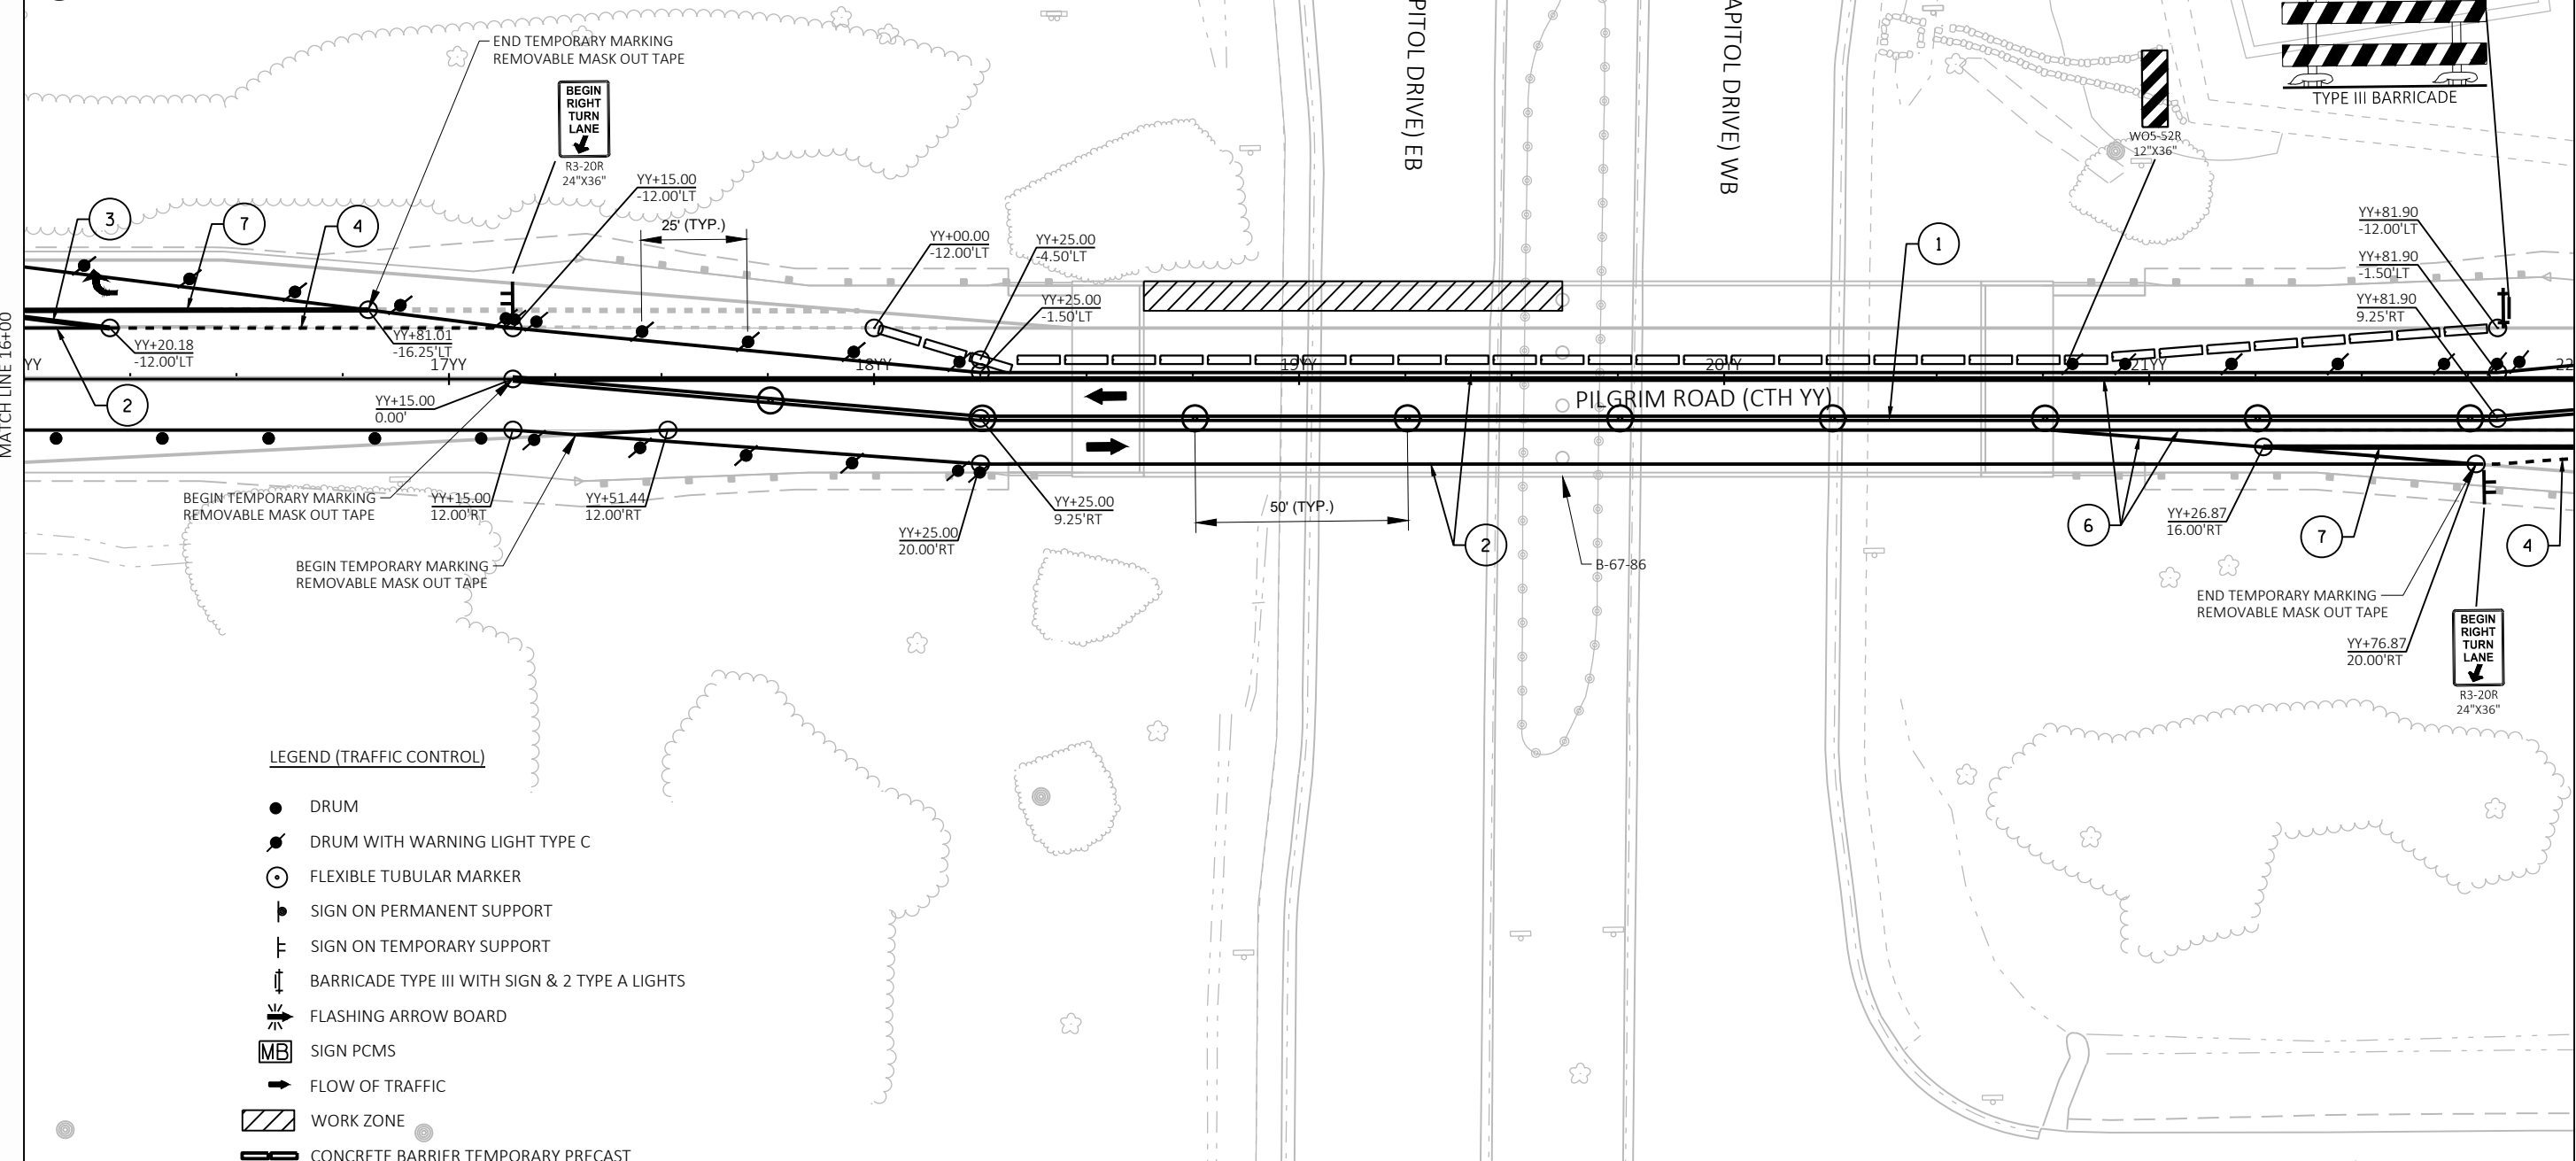 END TEMPORARY MARKING
REMOVABLE MASK OUT TAPE
BEGIN
RIGHT
TURN
LANE
R3-20R
24"X36"
PITOL DRIVE) EB
APITOL DRIVE) WB
TYPE III BARRICADE
WO5-52R
12"X36"
3
7
4
YY+15.00
-12.00'LT
25' (TYP.)
YY+00.00
-12.00'LT
YY+25.00
-4.50'LT
YY+25.00
-1.50'LT
1
YY+81.90
-12.00'LT
YY+81.90
-1.50'LT
YY+81.90
9.25'RT
MATCH LINE 16+00
YY
YY+20.18
-12.00'LT
YY+81.01
-16.25'LT
17YY
18YY
19YY
20YY
21YY
22
2
YY+15.00
0.00'
PILGRIM ROAD (CTH YY)
BEGIN TEMPORARY MARKING
REMOVABLE MASK OUT TAPE
YY+15.00
12.00'RT
YY+51.44
12.00'RT
YY+25.00
20.00'RT
YY+25.00
9.25'RT
50' (TYP.)
2
B-67-86
6
YY+26.87
16.00'RT
7
4
BEGIN TEMPORARY MARKING
REMOVABLE MASK OUT TAPE
END TEMPORARY MARKING
REMOVABLE MASK OUT TAPE
YY+76.87
20.00'RT
BEGIN
RIGHT
TURN
LANE
R3-20R
24"X36"
LEGEND (TRAFFIC CONTROL)
DRUM
DRUM WITH WARNING LIGHT TYPE C
FLEXIBLE TUBULAR MARKER
SIGN ON PERMANENT SUPPORT
SIGN ON TEMPORARY SUPPORT
BARRICADE TYPE III WITH SIGN & 2 TYPE A LIGHTS
FLASHING ARROW BOARD
MB SIGN PCMS
FLOW OF TRAFFIC
WORK ZONE
CONCRETE BARRIER TEMPORARY PRECAST